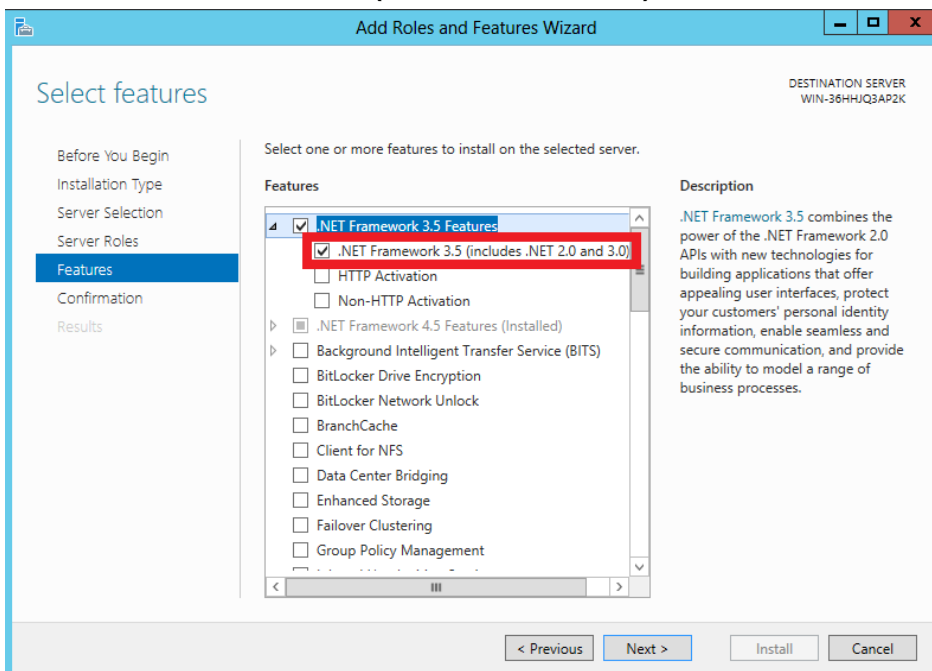 Add Roles and Features Wizard
Select features
DESTINATION SERVER
WIN-36HHJQ3AP2K
Before You Begin
Installation Type
Server Selection
Server Roles
Features
Confirmation
Results
Select one or more features to install on the selected server.
Features
.NET Framework 3.5 Features
.NET Framework 3.5 (includes .NET 2.0 and 3.0)
HTTP Activation
Non-HTTP Activation
.NET Framework 4.5 Features (Installed)
Background Intelligent Transfer Service (BITS)
BitLocker Drive Encryption
BitLocker Network Unlock
BranchCache
Client for NFS
Data Center Bridging
Enhanced Storage
Failover Clustering
Group Policy Management
Description
.NET Framework 3.5 combines the
power of the .NET Framework 2.0
APIs with new technologies for
building applications that offer
appealing user interfaces, protect
your customers' personal identity
information, enable seamless and
secure communication, and provide
the ability to model a range of
business processes.
< Previous
Next >
Install
Cancel